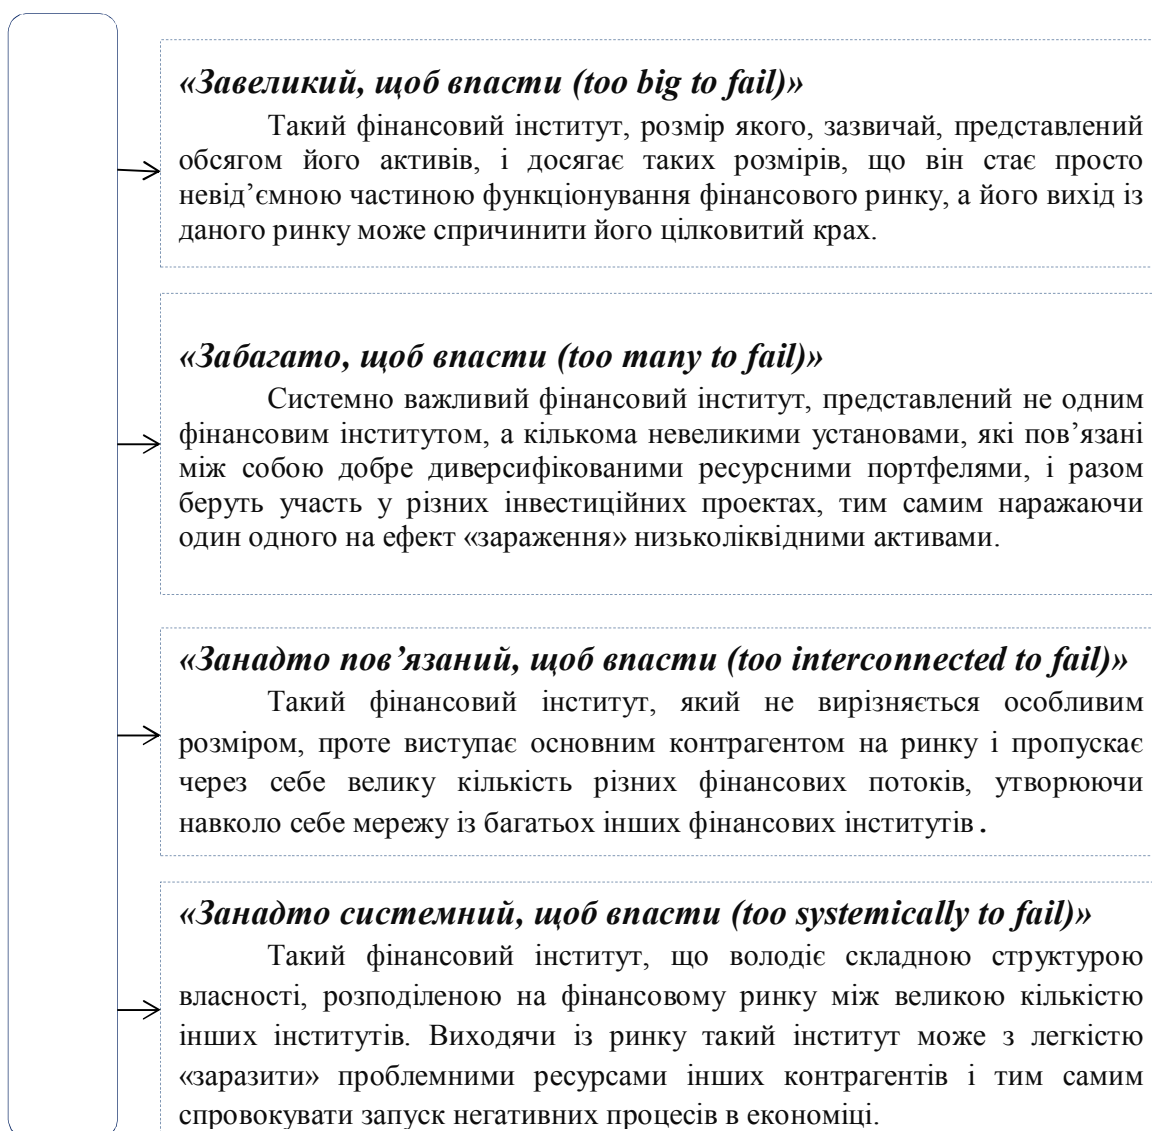 «Завеликий, щоб впасти (too big to fail)»
Такий фінансовий інститут, розмір якого, зазвичай, представлений
обсягом його активів, і досягає таких розмірів, що він стає просто
невід’ємною частиною функціонування фінансового ринку, а його вихід із
даного ринку може спричинити його цілковитий крах.
«Забагато, щоб впасти (too many to fail)»
Системно важливий фінансовий інститут, представлений не одним
фінансовим інститутом, а кількома невеликими установами, які пов’язані
між собою добре диверсифікованими ресурсними портфелями, і разом
беруть участь у різних інвестиційних проектах, тим самим наражаючи
один одного на ефект «зараження» низьколіквідними активами.
«Занадто пов’язаний, щоб впасти (too interconnected to fail)»
Такий фінансовий інститут, який не вирізняється особливим
розміром, проте виступає основним контрагентом на ринку і пропускає
через себе велику кількість різних фінансових потоків, утворюючи
навколо себе мережу із багатьох інших фінансових інститутів.
«Занадто системний, щоб впасти (too systemically to fail)»
Такий фінансовий інститут, що володіє складною структурою
власності, розподіленою на фінансовому ринку між великою кількістю
інших інститутів. Виходячи із ринку такий інститут може з легкістю
«заразити» проблемними ресурсами інших контрагентів і тим самим
спровокувати запуск негативних процесів в економіці.